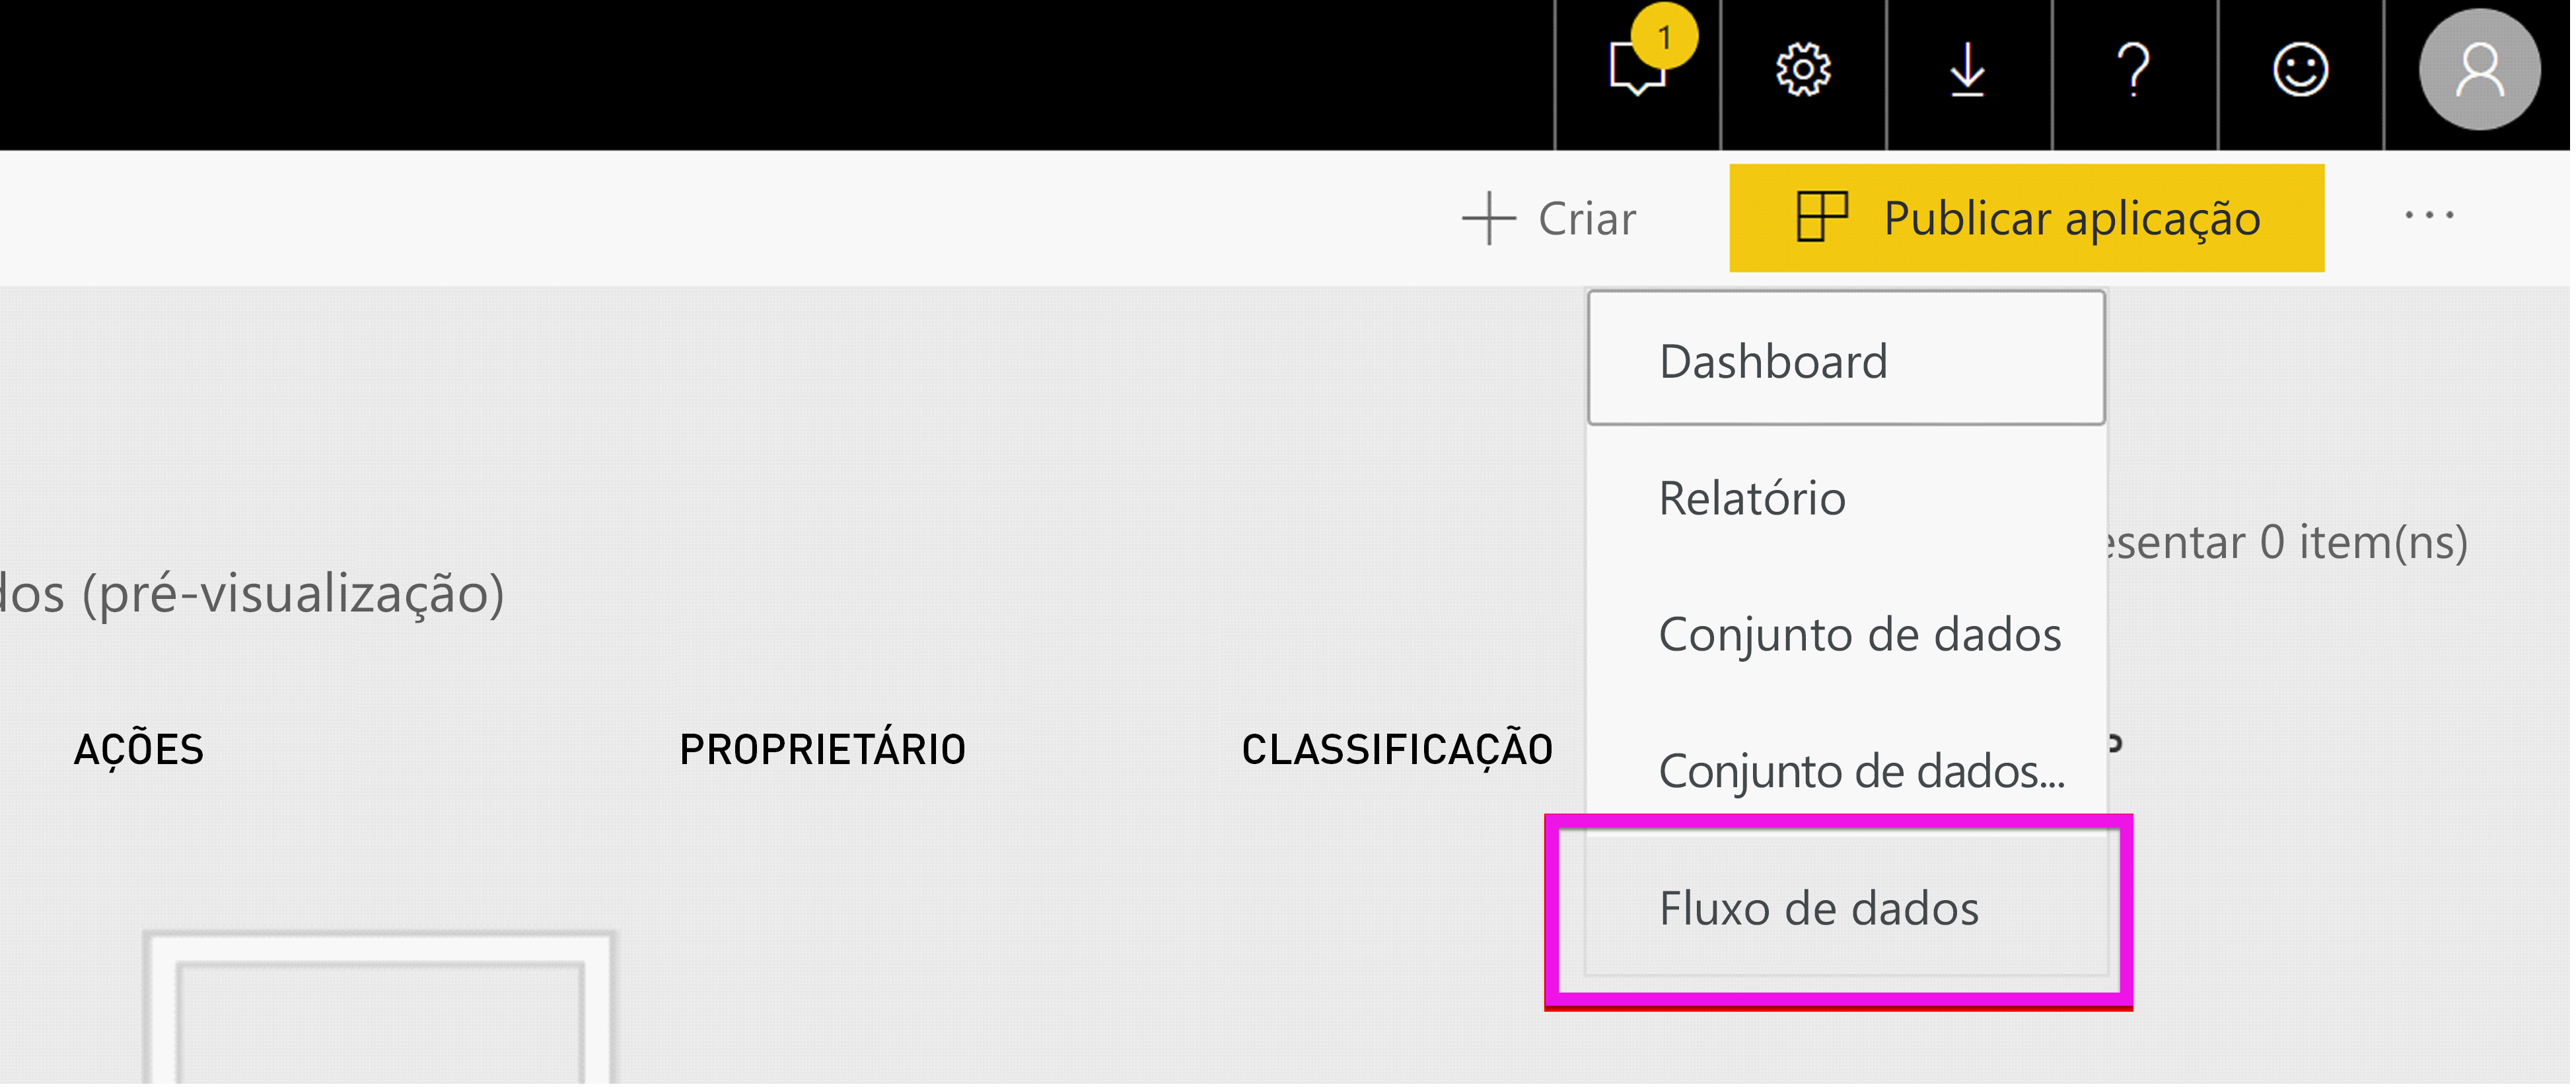 1
Criar
Publicar aplicação
Dashboard
Relatório
esentar 0 item(ns)
dos (pré-visualização)
Conjunto de dados
AÇÕES
PROPRIETÁRIO
CLASSIFICAÇÃO
Conjunto de dados...
Fluxo de dados